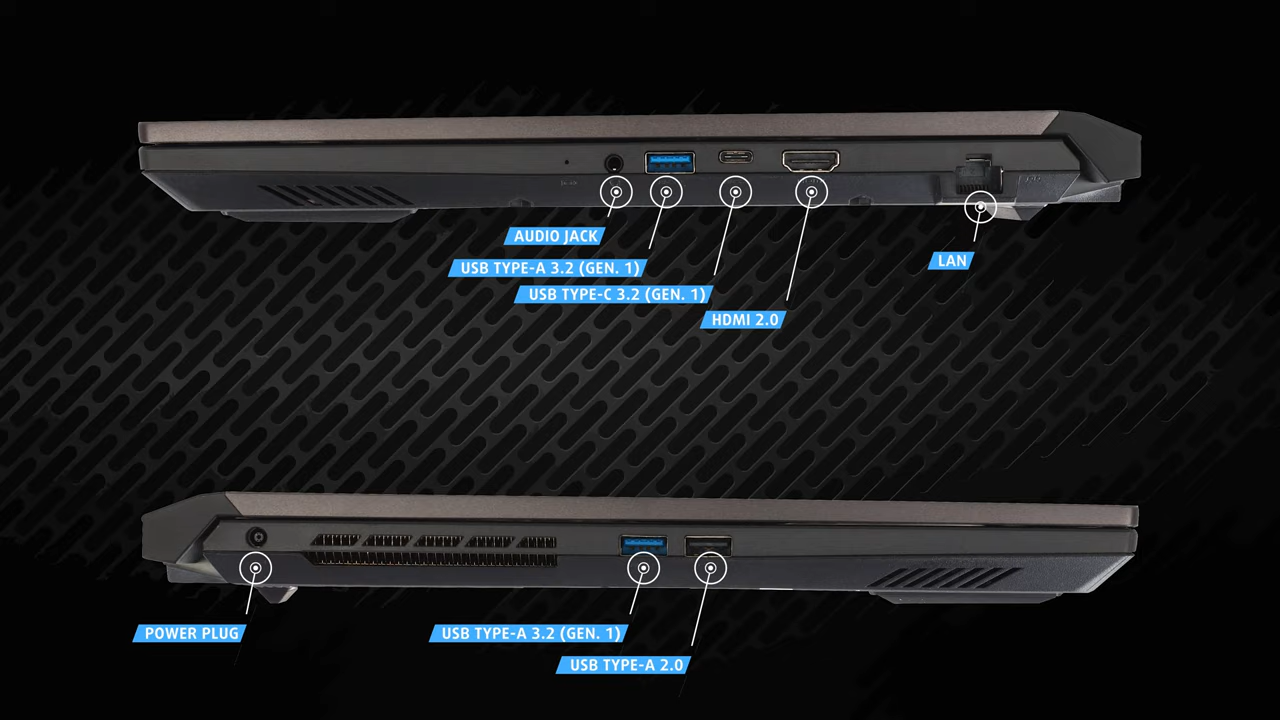 AUDIO JACK
USB TYPE-A 3.2 (GEN. 1)
USB TYPE-C 3.2 (GEN. 1)
HDMI 2.0
LAN
POWER PLUG
USB TYPE-A 3.2 (GEN. 1)
USB TYPE-A 2.0